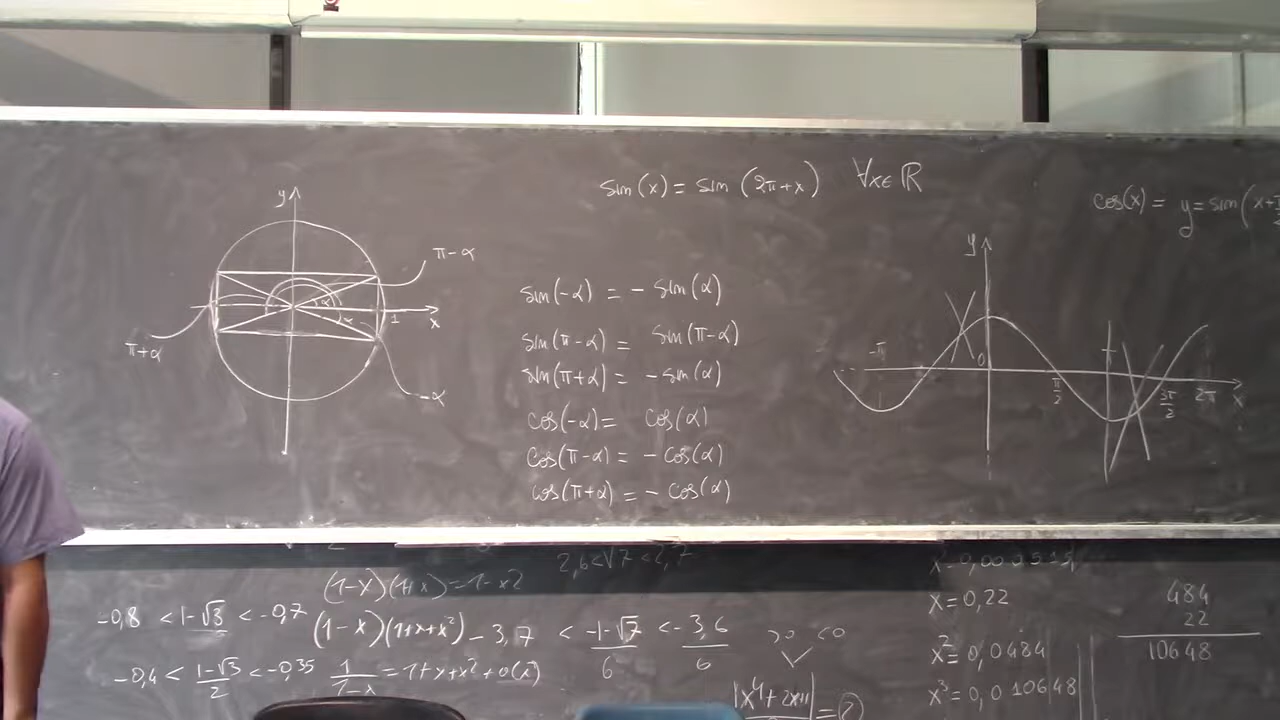 sin(x) = sin(2π+x) ∀x∈ℝ
cos(x) = y = sin(x+
y
π-α
α
α
1
x
π+α
-α
sin(-α) = - sin(α)
sin(π-α) = sin(π-α)
sin(π+α) = -sin(α)
cos(-α) = cos(α)
cos(π-α) = - cos(α)
cos(π+α) = - cos(α)
y
-π
0
π/2
3π/2
2π
x
2,6<√7<2,7
(1-x)(1+x)=1-x2
-0,8 < 1-√3 < -0,7
(1-x)(1+x+x²)
-3,7/6 < -1-√7/6 < -3,6/6
-0,4 < (1-√3)/2 < -0,35
1/(1-x) = 1+x+x²+o(x²)
>0 <0
x=0,22
x²=0,0484
x³=0,010648
484
22
10648